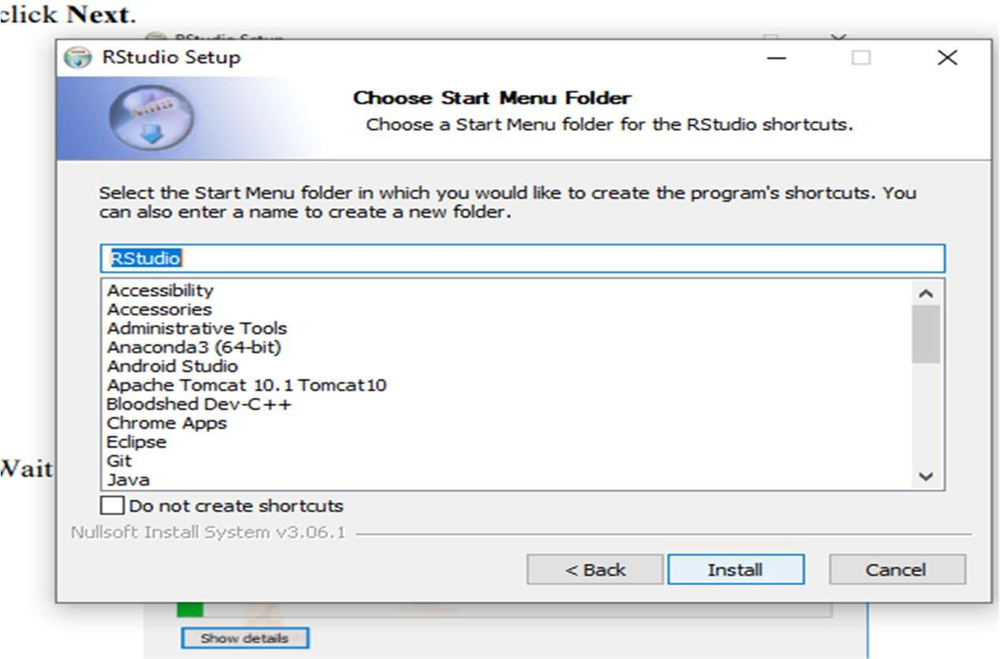 click Next.
RStudio Setup
RStudio Setup
NSIS
Choose Start Menu Folder
Choose a Start Menu folder for the RStudio shortcuts.
Select the Start Menu folder in which you would like to create the program's shortcuts. You
can also enter a name to create a new folder.
RStudio
Accessibility
Accessories
Administrative Tools
Anaconda3 (64-bit)
Android Studio
Apache Tomcat 10.1 Tomcat10
Bloodshed Dev-C++
Chrome Apps
Eclipse
Git
Java
Wait
Do not create shortcuts
Nullsoft Install System v3.06.1
< Back
Install
Cancel
Show details